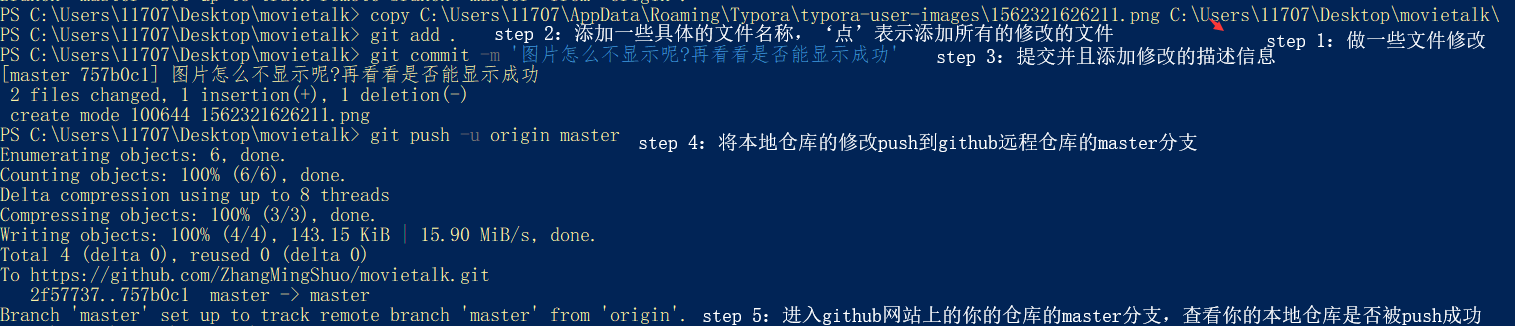 PS C:\Users\11707\Desktop\movietalk> copy C:\Users\11707\AppData\Roaming\Typora\typora-user-images\1562321626211.png C:\Users\11707\Desktop\movietalk\
PS C:\Users\11707\Desktop\movietalk> git add . step 2：添加一些具体的文件名称，‘点’表示添加所有的修改的文件
step 1：做一些文件修改
PS C:\Users\11707\Desktop\movietalk> git commit -m '图片怎么不显示呢?再看看是否能显示成功' step 3：提交并且添加修改的描述信息
[master 757b0c1] 图片怎么不显示呢?再看看是否能显示成功
2 files changed, 1 insertion(+), 1 deletion(-)
create mode 100644 1562321626211.png
PS C:\Users\11707\Desktop\movietalk> git push -u origin master step 4：将本地仓库的修改push到github远程仓库的master分支
Enumerating objects: 6, done.
Counting objects: 100% (6/6), done.
Delta compression using up to 8 threads
Compressing objects: 100% (3/3), done.
Writing objects: 100% (4/4), 143.15 KiB | 15.90 MiB/s, done.
Total 4 (delta 0), reused 0 (delta 0)
To https://github.com/ZhangMingShuo/movietalk.git
2f57737..757b0c1 master -> master
Branch 'master' set up to track remote branch 'master' from 'origin'. step 5：进入github网站上的你的仓库的master分支，查看你的本地仓库是否被push成功